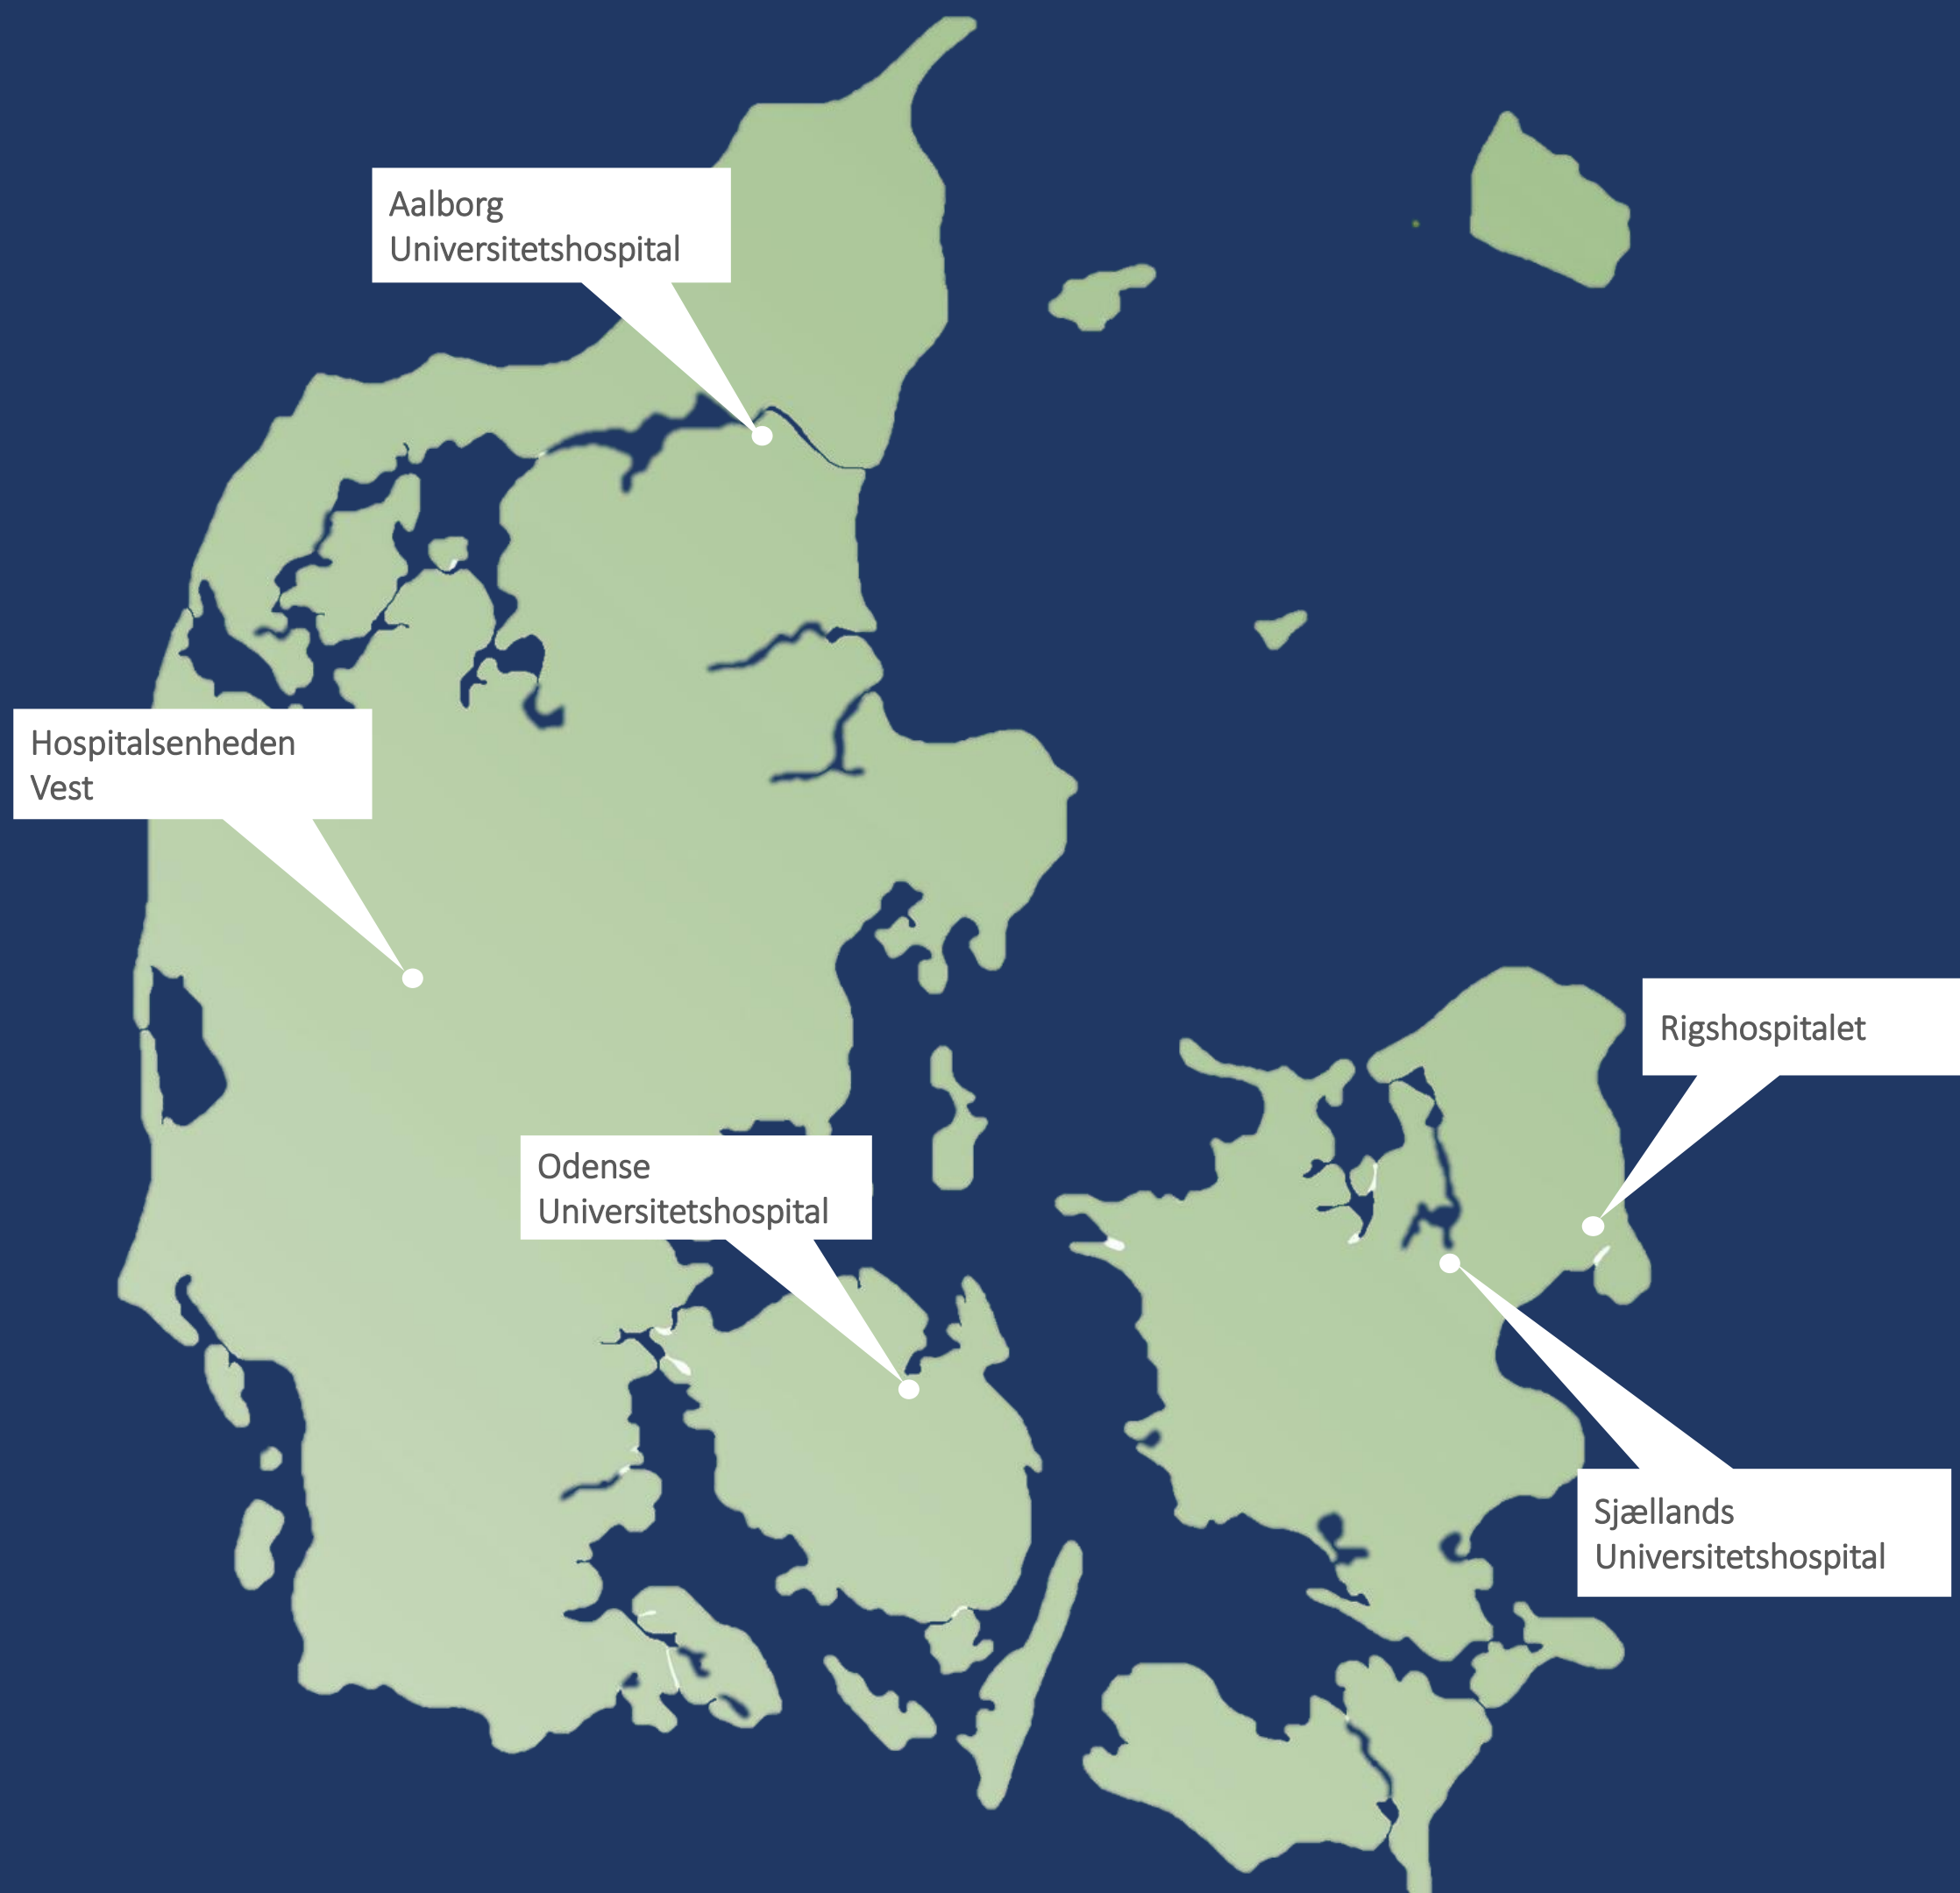 Aalborg
Universitetshospital
Hospitalsenheden
Vest
Rigshospitalet
Odense
Universitetshospital
Sjællands
Universitetshospital